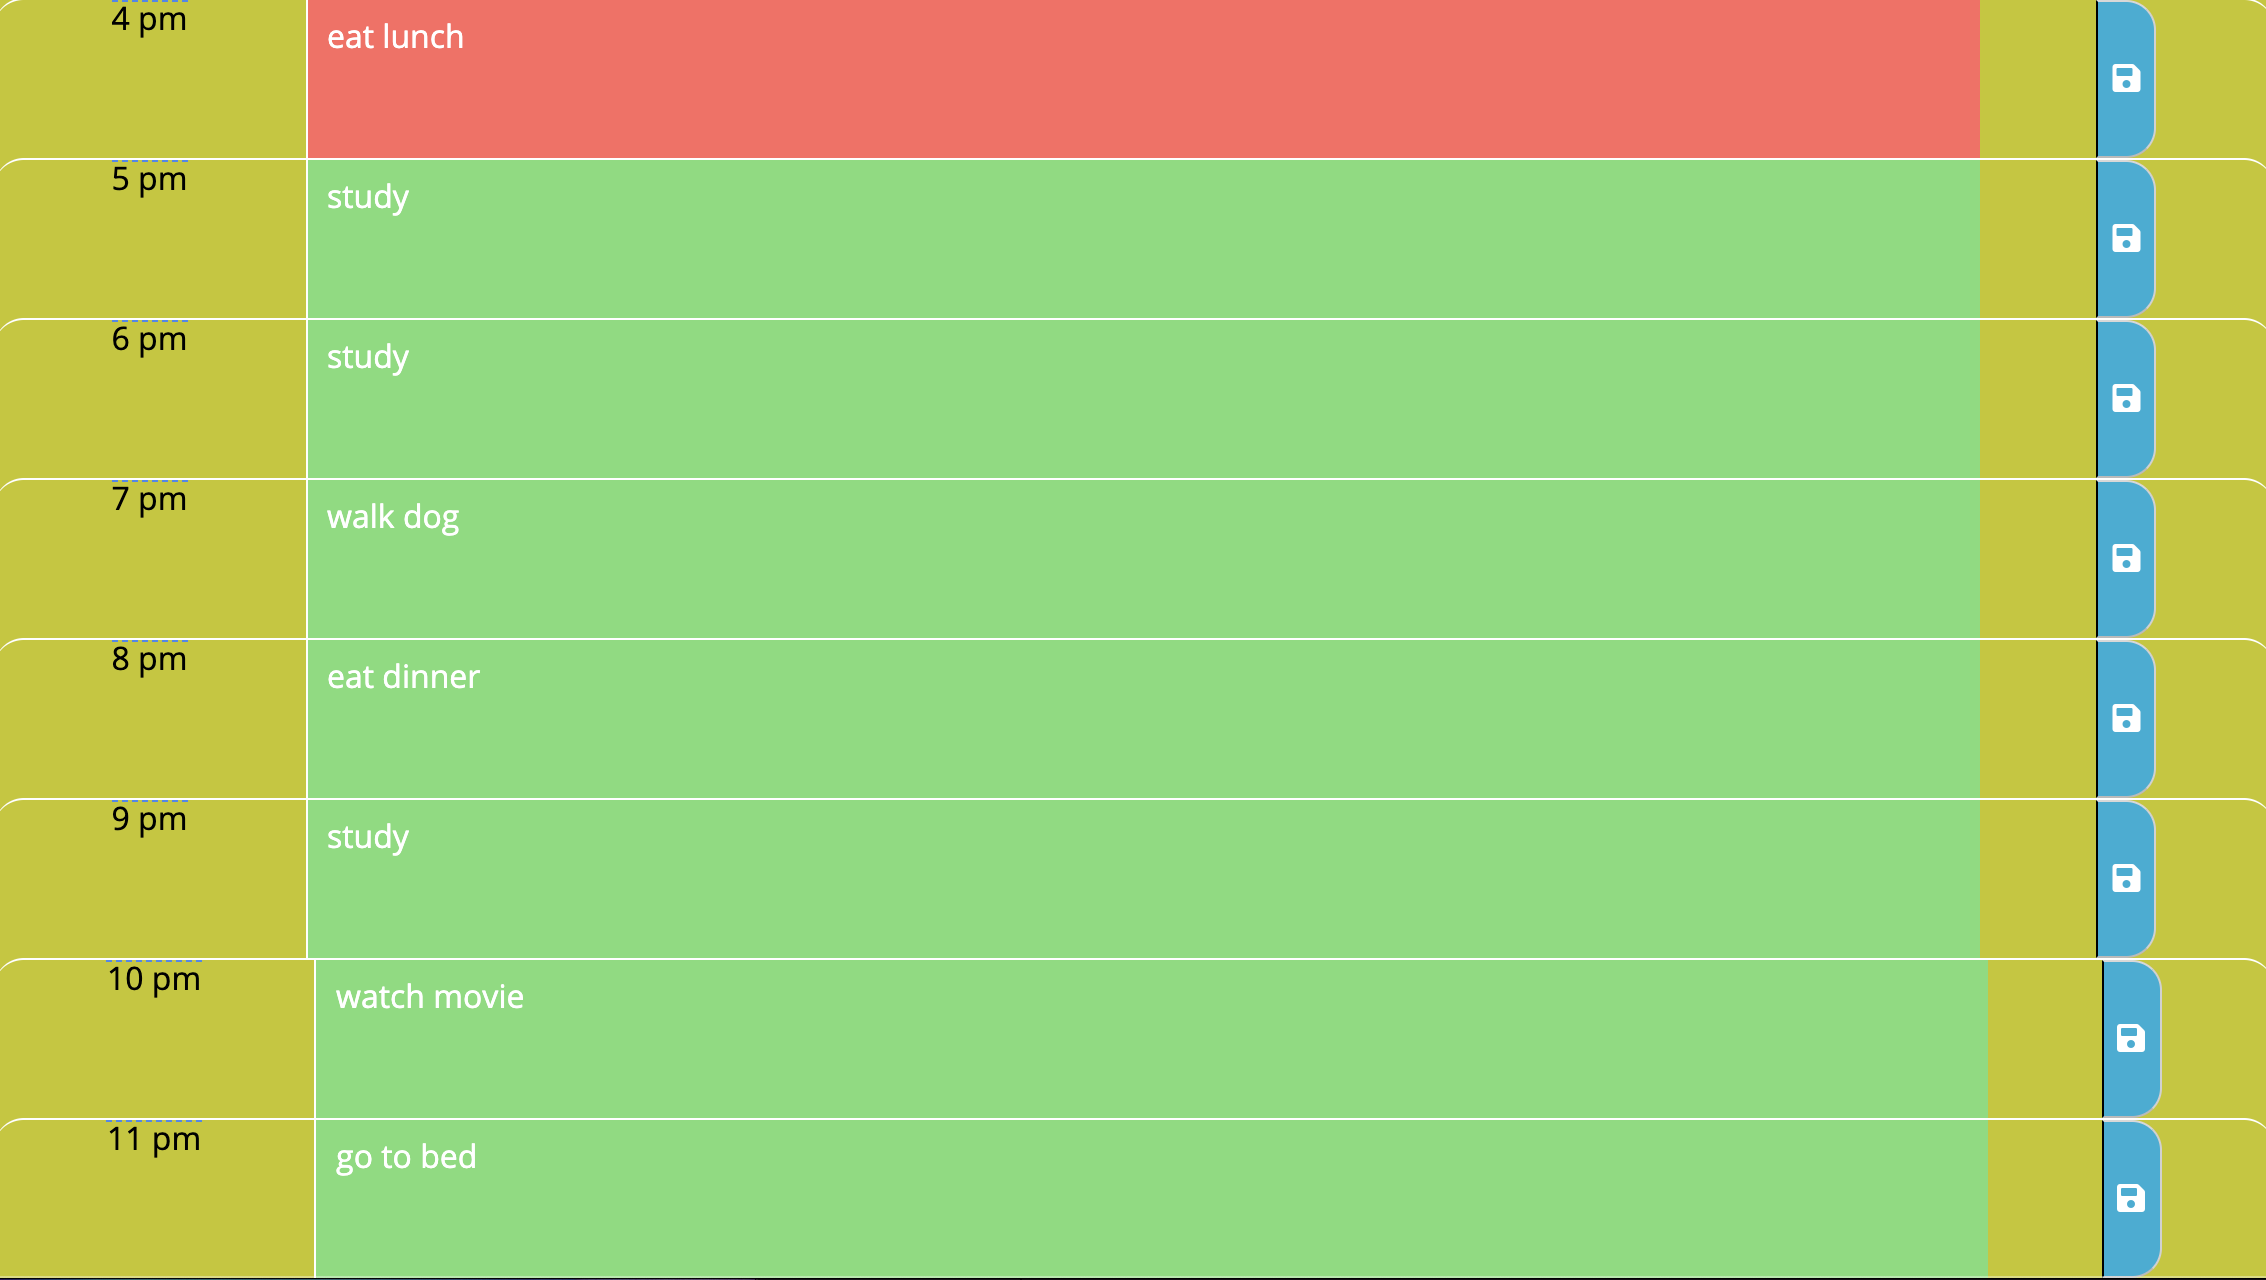 4 pm
eat lunch
5 pm
study
6 pm
study
7 pm
walk dog
8 pm
eat dinner
9 pm
study
10 pm
watch movie
11 pm
go to bed